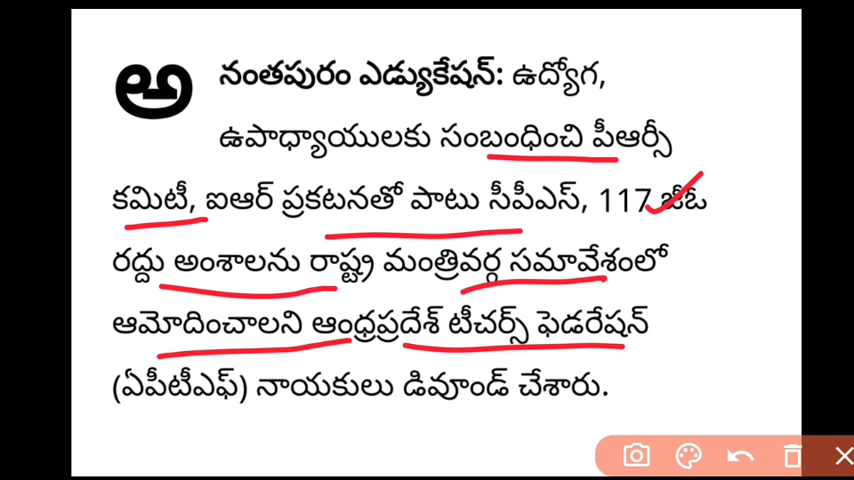 అనంతపురం ఎడ్యుకేషన్: ఉద్యోగ,
ఉపాధ్యాయులకు సంబంధించి పీఆర్సీ
కమిటీ, ఐఆర్ ప్రకటనతో పాటు సీపీఎస్, 117 జీఓ
రద్దు అంశాలను రాష్ట్ర మంత్రివర్గ సమావేశంలో
ఆమోదించాలని ఆంధ్రప్రదేశ్ టీచర్స్ ఫెడరేషన్
(ఏపీటీఎఫ్) నాయకులు డివూండ్ చేశారు.